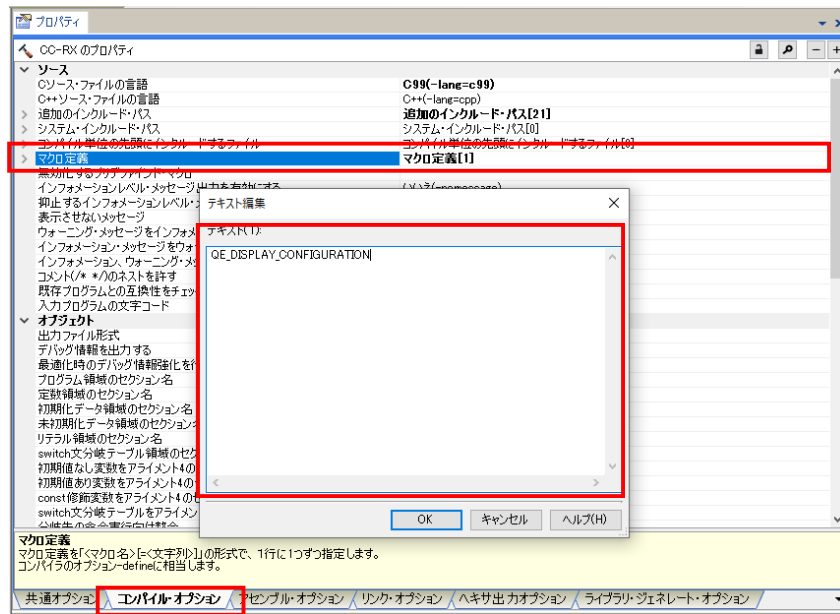 プロパティ
CC-RX のプロパティ
ソース
Cソース・ファイルの言語 C99(-lang=c99)
C++ソース・ファイルの言語 C++(-lang=cpp)
追加のインクルード・パス 追加のインクルード・パス[21]
システム・インクルード・パス システム・インクルード・パス[0]
コンパイル単位の先頭にインクルードするファイル コンパイル単位の先頭にインクルードするファイル[0]
マクロ定義 マクロ定義[1]
無効化するプリデファインド・マクロ
インフォメーションレベル・メッセージ出力を有効にする いいえ(-nomessage)
抑止するインフォメーションレベル・
表示させないメッセージ
ウォーニング・メッセージをインフォメ
インフォメーション・メッセージをウォ
インフォメーション、ウォーニング・メ
コメント(/* */)のネストを許す
既存プログラムとの互換性をチェッ
入力プログラムの文字コード
テキスト編集
テキスト(T):
QE_DISPLAY_CONFIGURATION
オブジェクト
出力ファイル形式
デバッグ情報を出力する
最適化時のデバッグ情報強化を行
プログラム領域のセクション名
定数領域のセクション名
初期化データ領域のセクション名
未初期化データ領域のセクション
リテラル領域のセクション名
switch文分岐テーブル領域のセク
初期値なし変数をアライメント4の
初期値あり変数をアライメント4の
const修飾変数をアライメント4のセ
switch文分岐テーブルをアライメン
分岐先の命令実行向け整合
OK キャンセル ヘルプ(H)
マクロ定義
マクロ定義を「<マクロ名>[=<文字列>]」の形式で、1行に1つずつ指定します。
コンパイラのオプション-defineに相当します。
共通オプション コンパイル・オプション アセンブル・オプション リンク・オプション ヘキサ出力オプション ライブラリ・ジェネレート・オプション